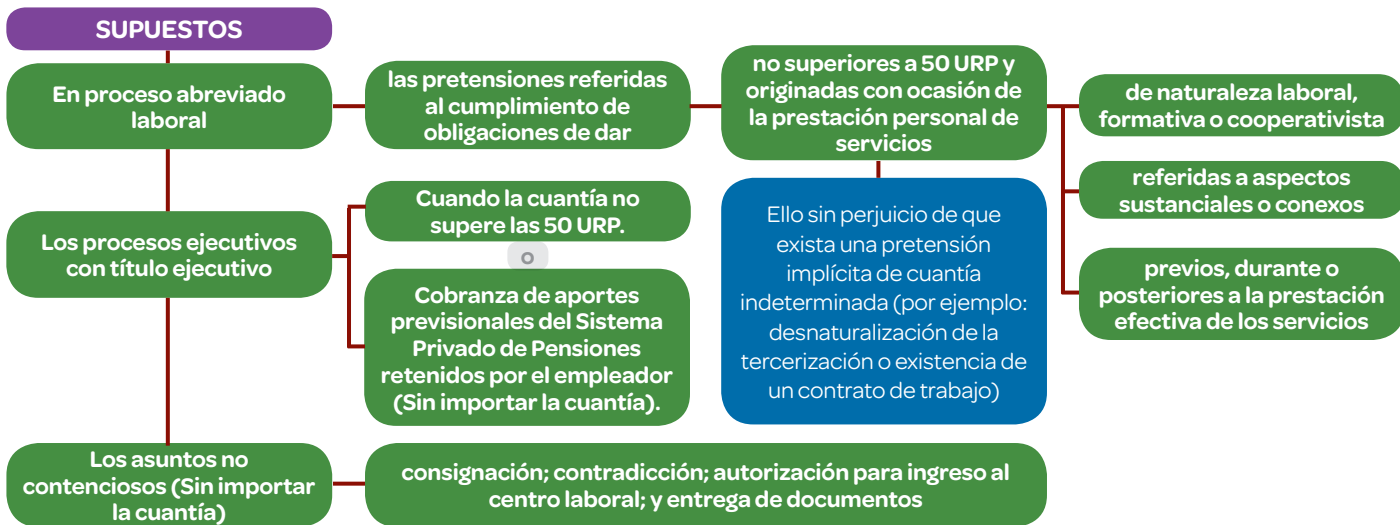 SUPUESTOS
En proceso abreviado
laboral
las pretensiones referidas
al cumplimiento de
obligaciones de dar
no superiores a 50 URP y
originadas con ocasión de
la prestación personal de
servicios
de naturaleza laboral,
formativa o cooperativista
referidas a aspectos
sustanciales o conexos
previos, durante o
posteriores a la prestación
efectiva de los servicios
Ello sin perjuicio de que
exista una pretensión
implícita de cuantía
indeterminada (por ejemplo:
desnaturalización de la
tercerización o existencia de
un contrato de trabajo)
Los procesos ejecutivos
con título ejecutivo
Cuando la cuantía no
supere las 50 URP.
o
Cobranza de aportes
previsionales del Sistema
Privado de Pensiones
retenidos por el empleador
(Sin importar la cuantía).
Los asuntos no
contenciosos (Sin importar
la cuantía)
consignación; contradicción; autorización para ingreso al
centro laboral; y entrega de documentos